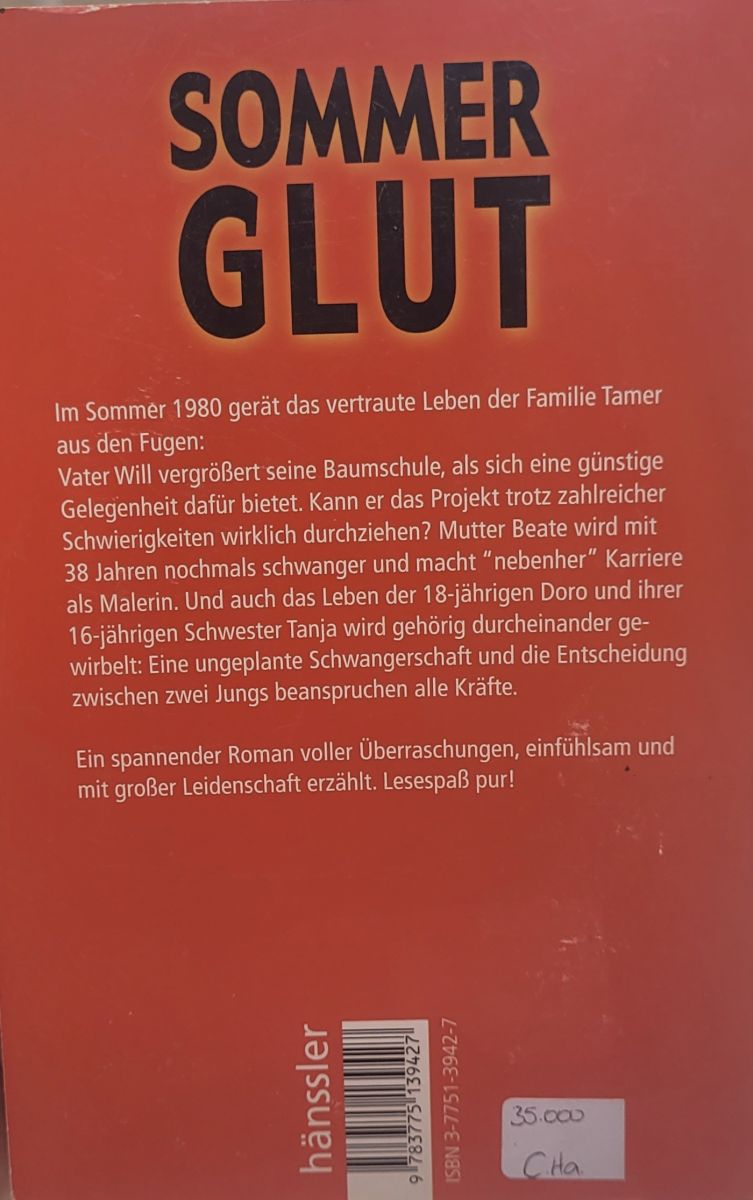 SOMMER
GLUT
Im Sommer 1980 gerät das vertraute Leben der Familie Tamer
aus den Fugen:
Vater Will vergrößert seine Baumschule, als sich eine günstige
Gelegenheit dafür bietet. Kann er das Projekt trotz zahlreicher
Schwierigkeiten wirklich durchziehen? Mutter Beate wird mit
38 Jahren nochmals schwanger und macht “nebenher” Karriere
als Malerin. Und auch das Leben der 18-jährigen Doro und ihrer
16-jährigen Schwester Tanja wird gehörig durcheinander ge-
wirbelt: Eine ungeplante Schwangerschaft und die Entscheidung
zwischen zwei Jungs beanspruchen alle Kräfte.
Ein spannender Roman voller Überraschungen, einfühlsam und
mit großer Leidenschaft erzählt. Lesespaß pur!
hänssler
9 783775 139427
ISBN 3-7751-3942-7
35.000
C.Ha.